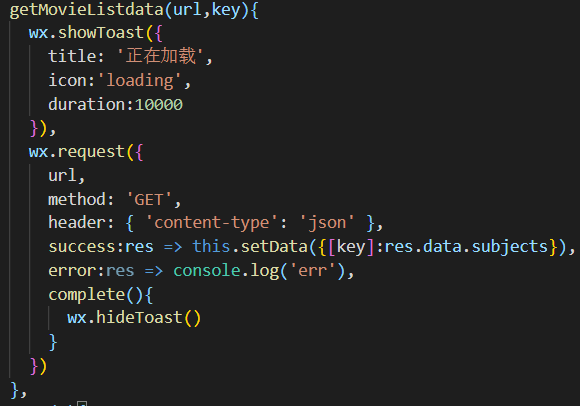 getMovieListdata(url,key){
wx.showToast({
title: '正在加载',
icon:'loading',
duration:10000
}),
wx.request({
url,
method: 'GET',
header: { 'content-type': 'json' },
success:res => this.setData({[key]:res.data.subjects}),
error:res => console.log('err'),
complete(){
wx.hideToast()
}
})
},